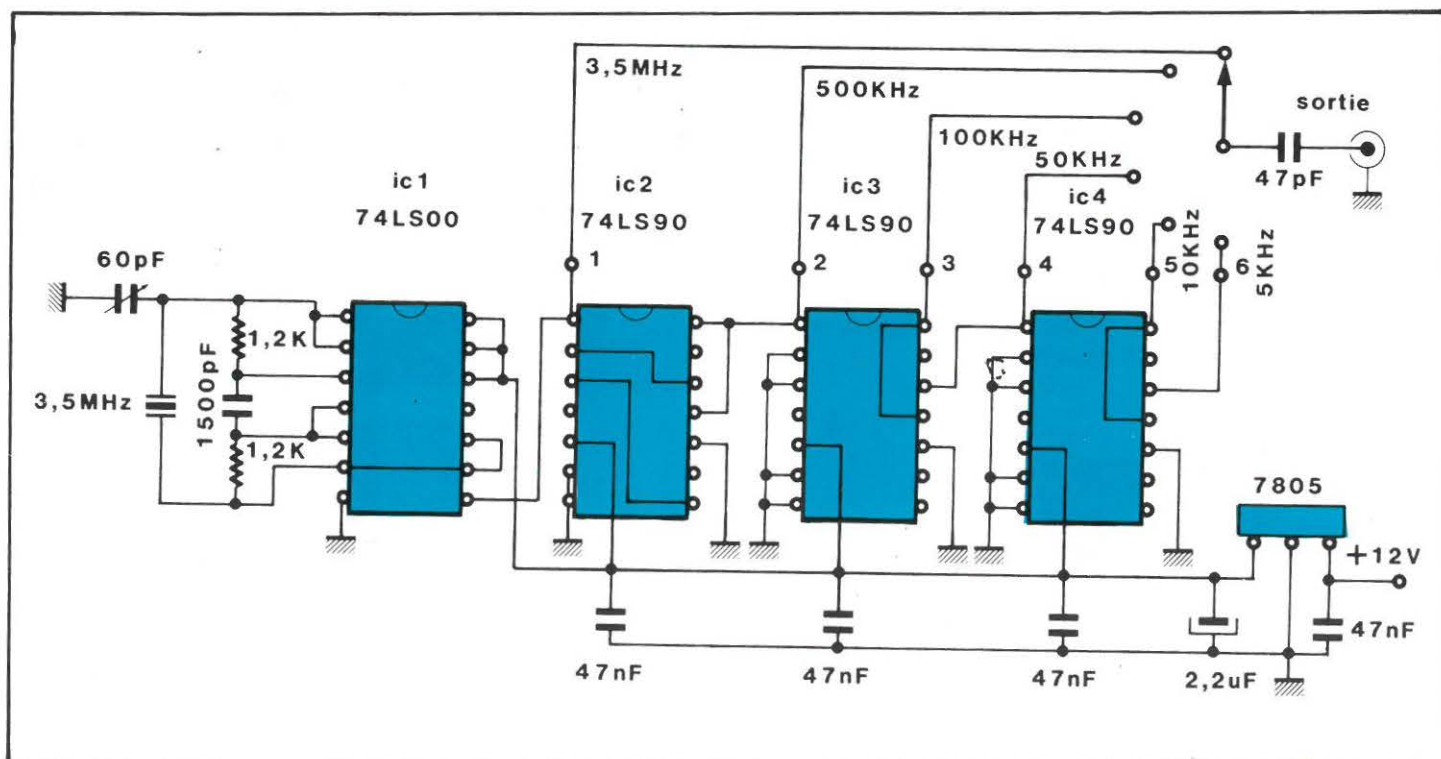 3,5MHz
500KHz
sortie
100KHz
50KHz
47pF
ic1
74LS00
ic2
74LS90
ic3
74LS90
ic4
74LS90
10KHz
5KHz
60pF
1
2
3
4
5
6
1,2K
1500pF
3,5MHz
1,2K
7805
+12V
47nF
47nF
47nF
47nF
2,2uF